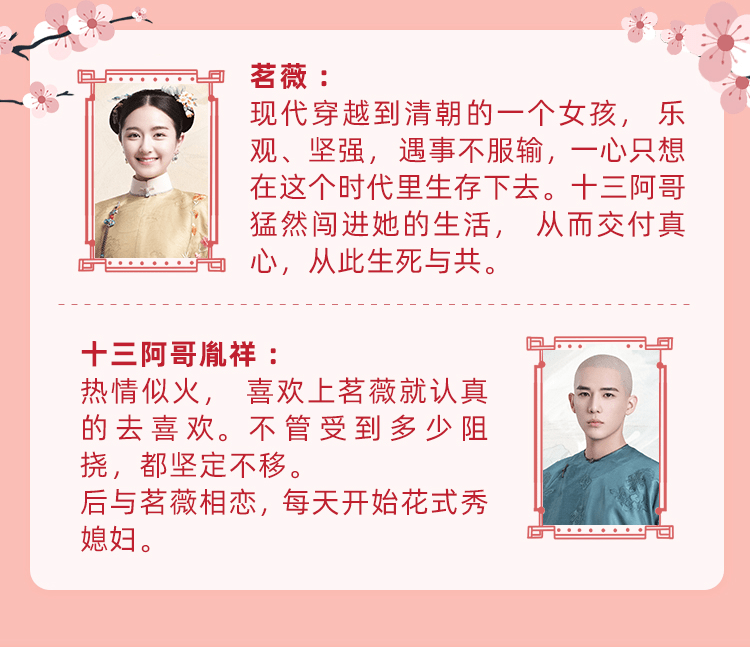 茗薇：
现代穿越到清朝的一个女孩， 乐
观、坚强， 遇事不服输，一心只想
在这个时代里生存下去。十三阿哥
猛然闯进她的生活， 从而交付真
心，从此生死与共。
十三阿哥胤祥：
热情似火， 喜欢上茗薇就认真
的去喜欢。不管受到多少阻
挠，都坚定不移。
后与茗薇相恋，每天开始花式秀
媳妇。